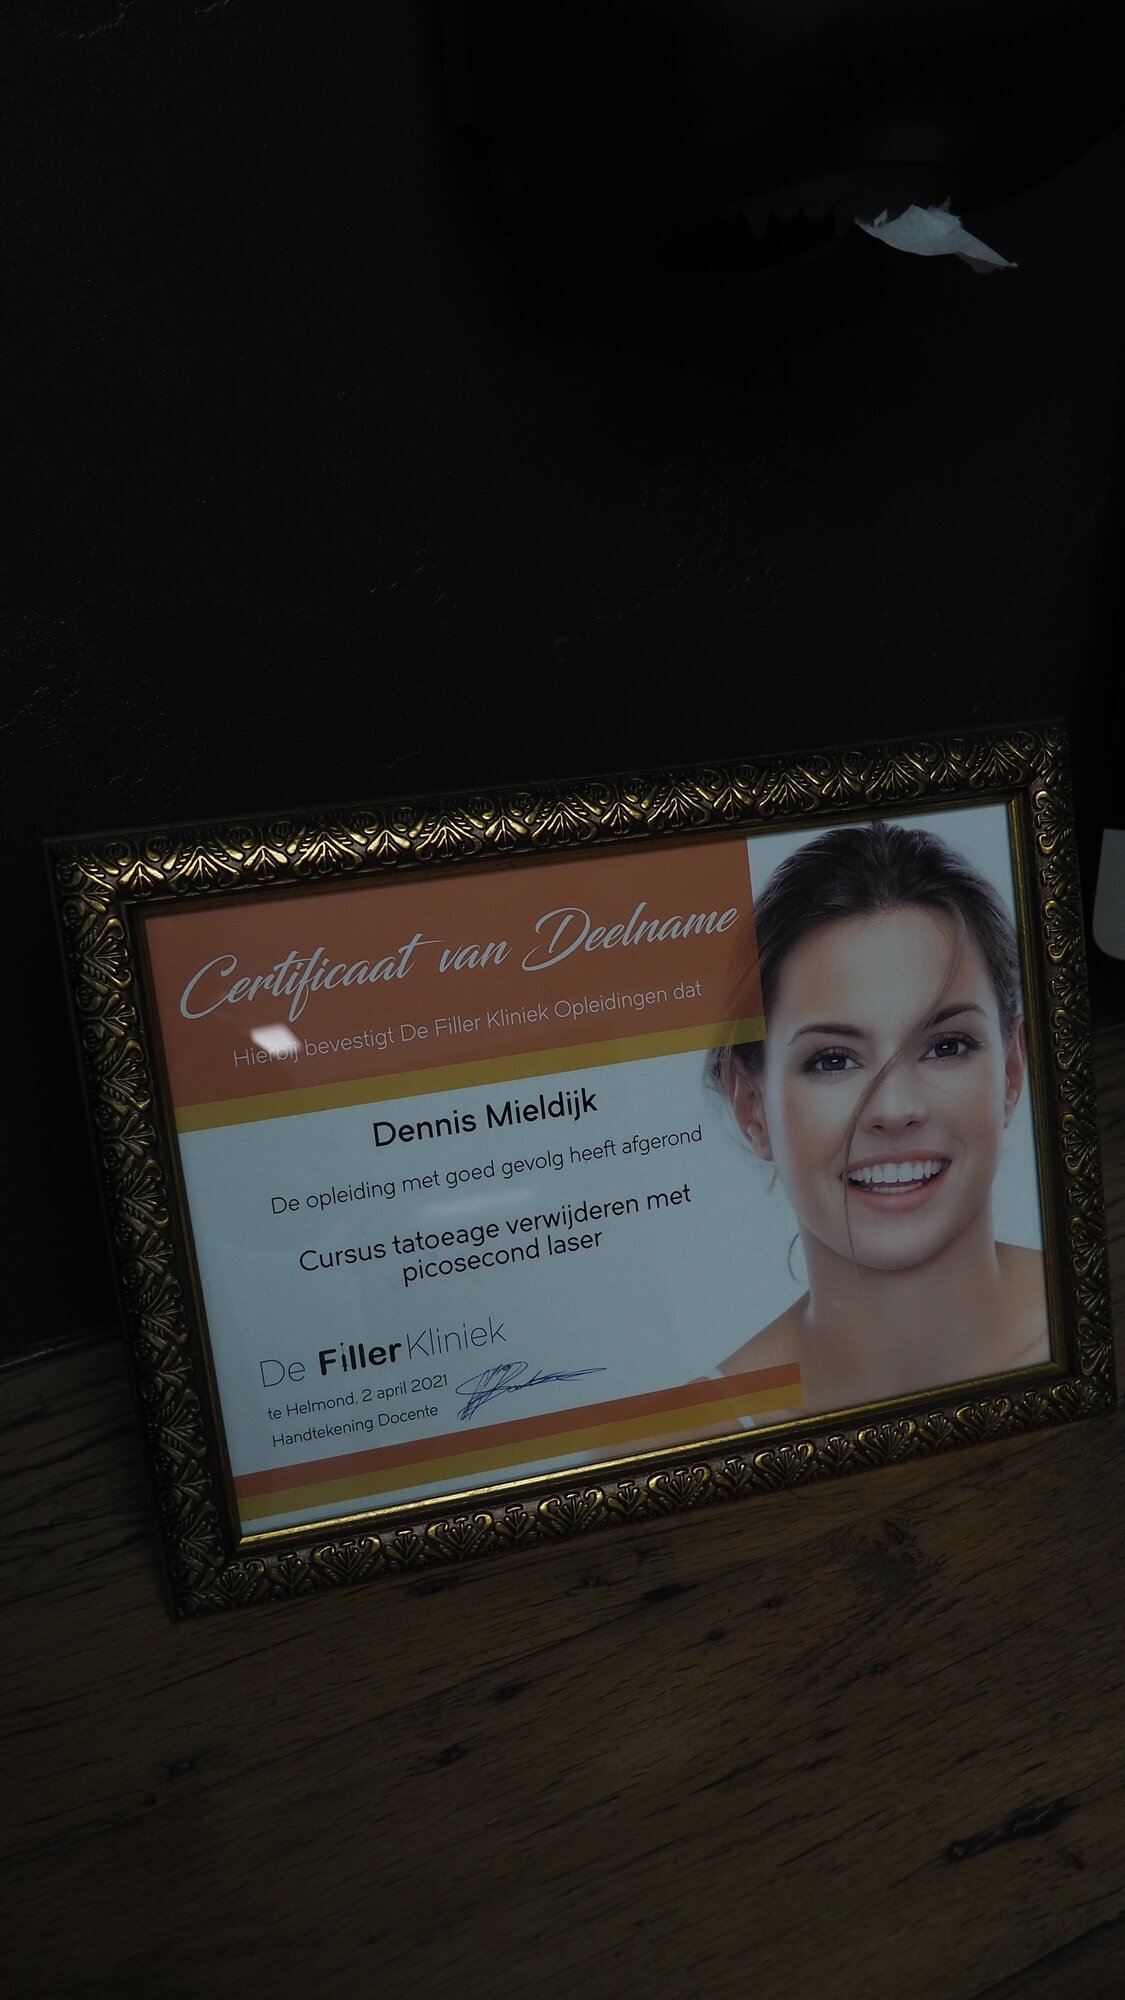 Certificaat van Deelname
Hierbij bevestigt De Filler Kliniek Opleidingen dat
Dennis Mieldijk
De opleiding met goed gevolg heeft afgerond
Cursus tatoeage verwijderen met
picosecond laser
De Filler Kliniek
te Helmond, 2 april 2021
Handtekening Docente